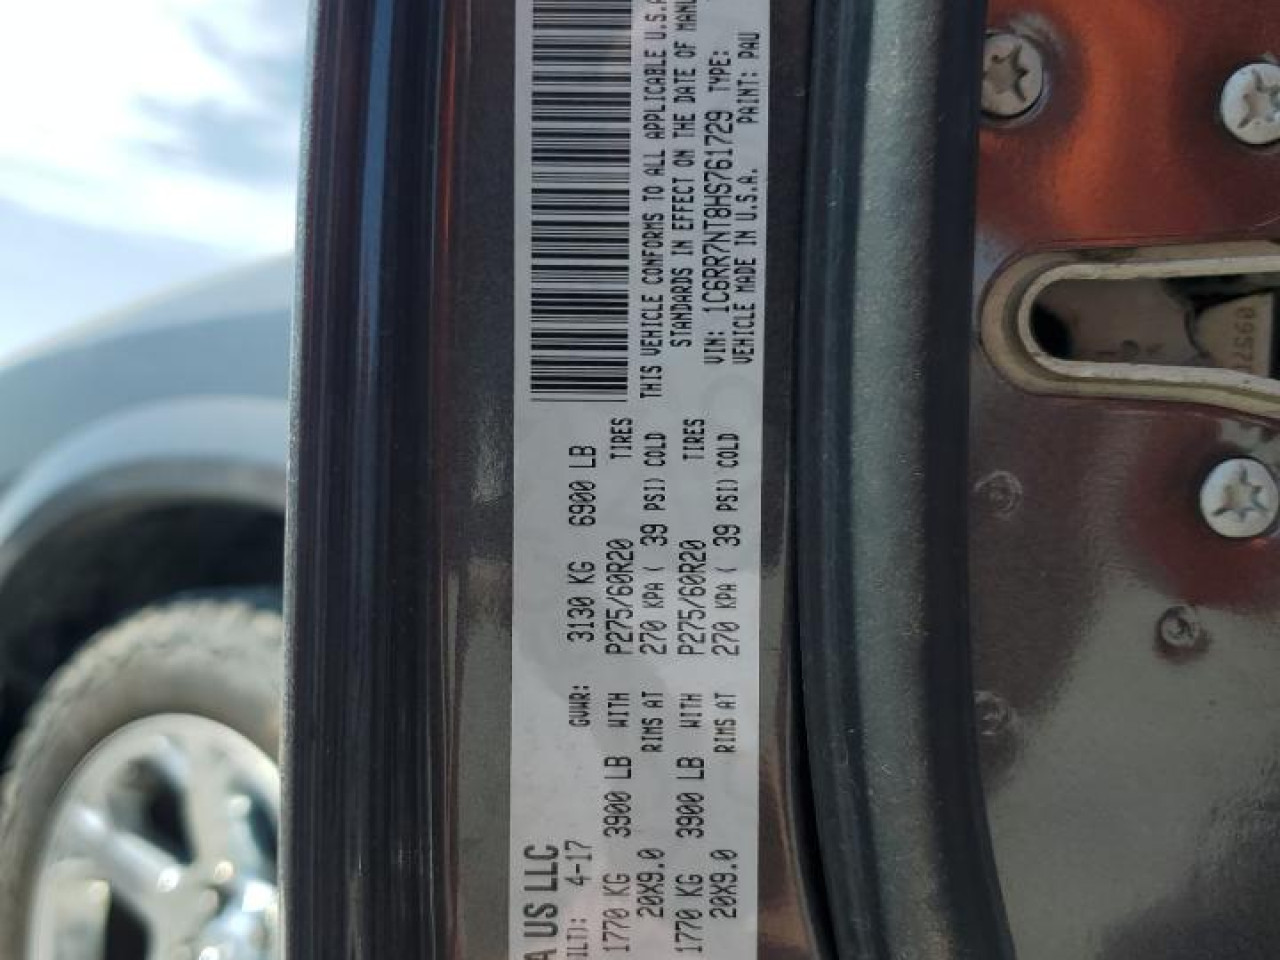 A US LLC
ILT): 4-17 GVWR: 3130 KG 6900 LB
1770 KG 3900 LB WITH P275/60R20 TIRES
20X9.0 RIMS AT 270 KPA ( 39 PSI) COLD
1770 KG 3900 LB WITH P275/60R20 TIRES
20X9.0 RIMS AT 270 KPA ( 39 PSI) COLD
THIS VEHICLE CONFORMS TO ALL APPLICABLE U.S.A
STANDARDS IN EFFECT ON THE DATE OF MANU
VIN: 1C6RR7NT8HS761729 TYPE:
VEHICLE MADE IN U.S.A. PAINT: PAU